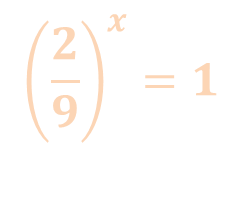 (2/9)^x = 1